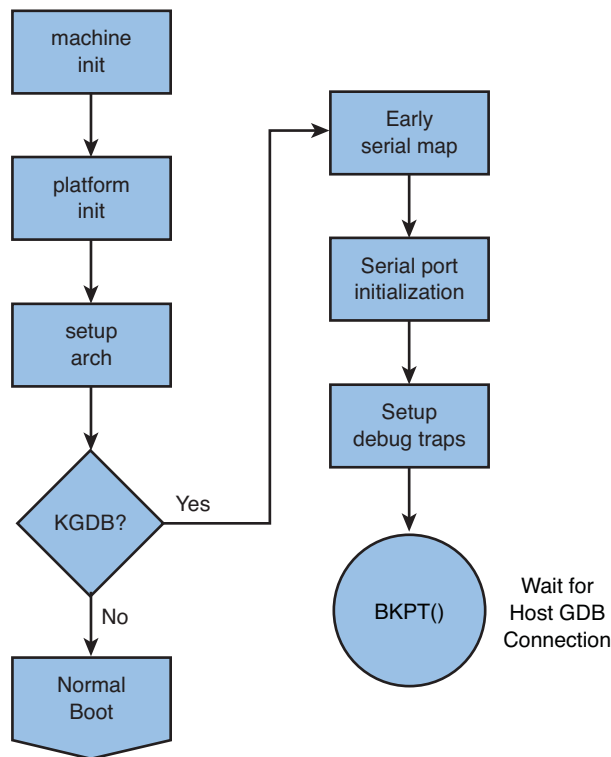 machine
init
platform
init
setup
arch
KGDB?
Yes
No
Normal
Boot
Early
serial map
Serial port
initialization
Setup
debug traps
BKPT()
Wait for
Host GDB
Connection